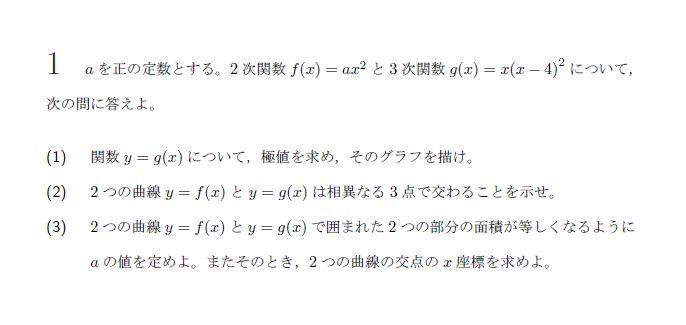 1 aを正の定数とする。2次関数 f(x) = ax² と3次関数 g(x) = x(x − 4)² について,
次の問に答えよ。
(1) 関数 y = g(x) について, 極値を求め, そのグラフを描け。
(2) 2つの曲線 y = f(x) と y = g(x) は相異なる3点で交わることを示せ。
(3) 2つの曲線 y = f(x) と y = g(x) で囲まれた2つの部分の面積が等しくなるように
aの値を定めよ。またそのとき, 2つの曲線の交点の x 座標を求めよ。